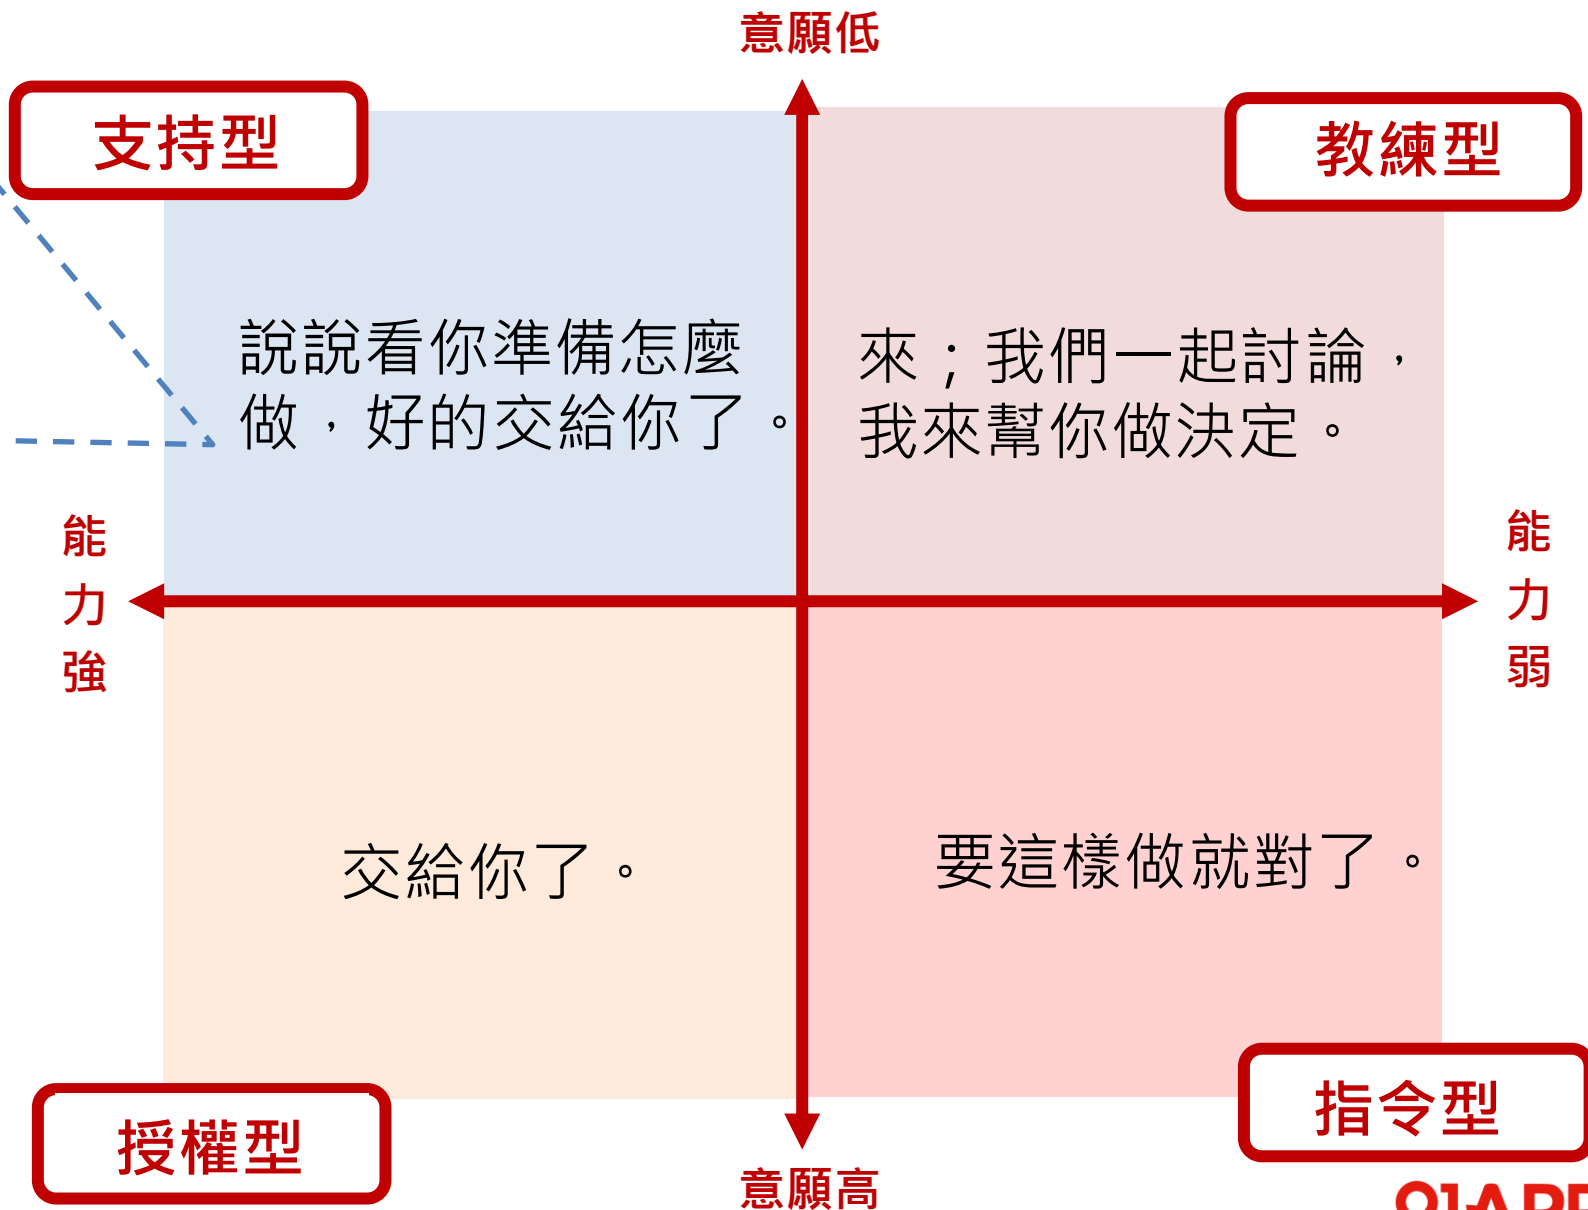 意願低
支持型
教練型
說說看你準備怎麼
做，好的交給你了。
來；我們一起討論，
我來幫你做決定。
能
力
強
能
力
弱
交給你了。
要這樣做就對了。
授權型
指令型
意願高